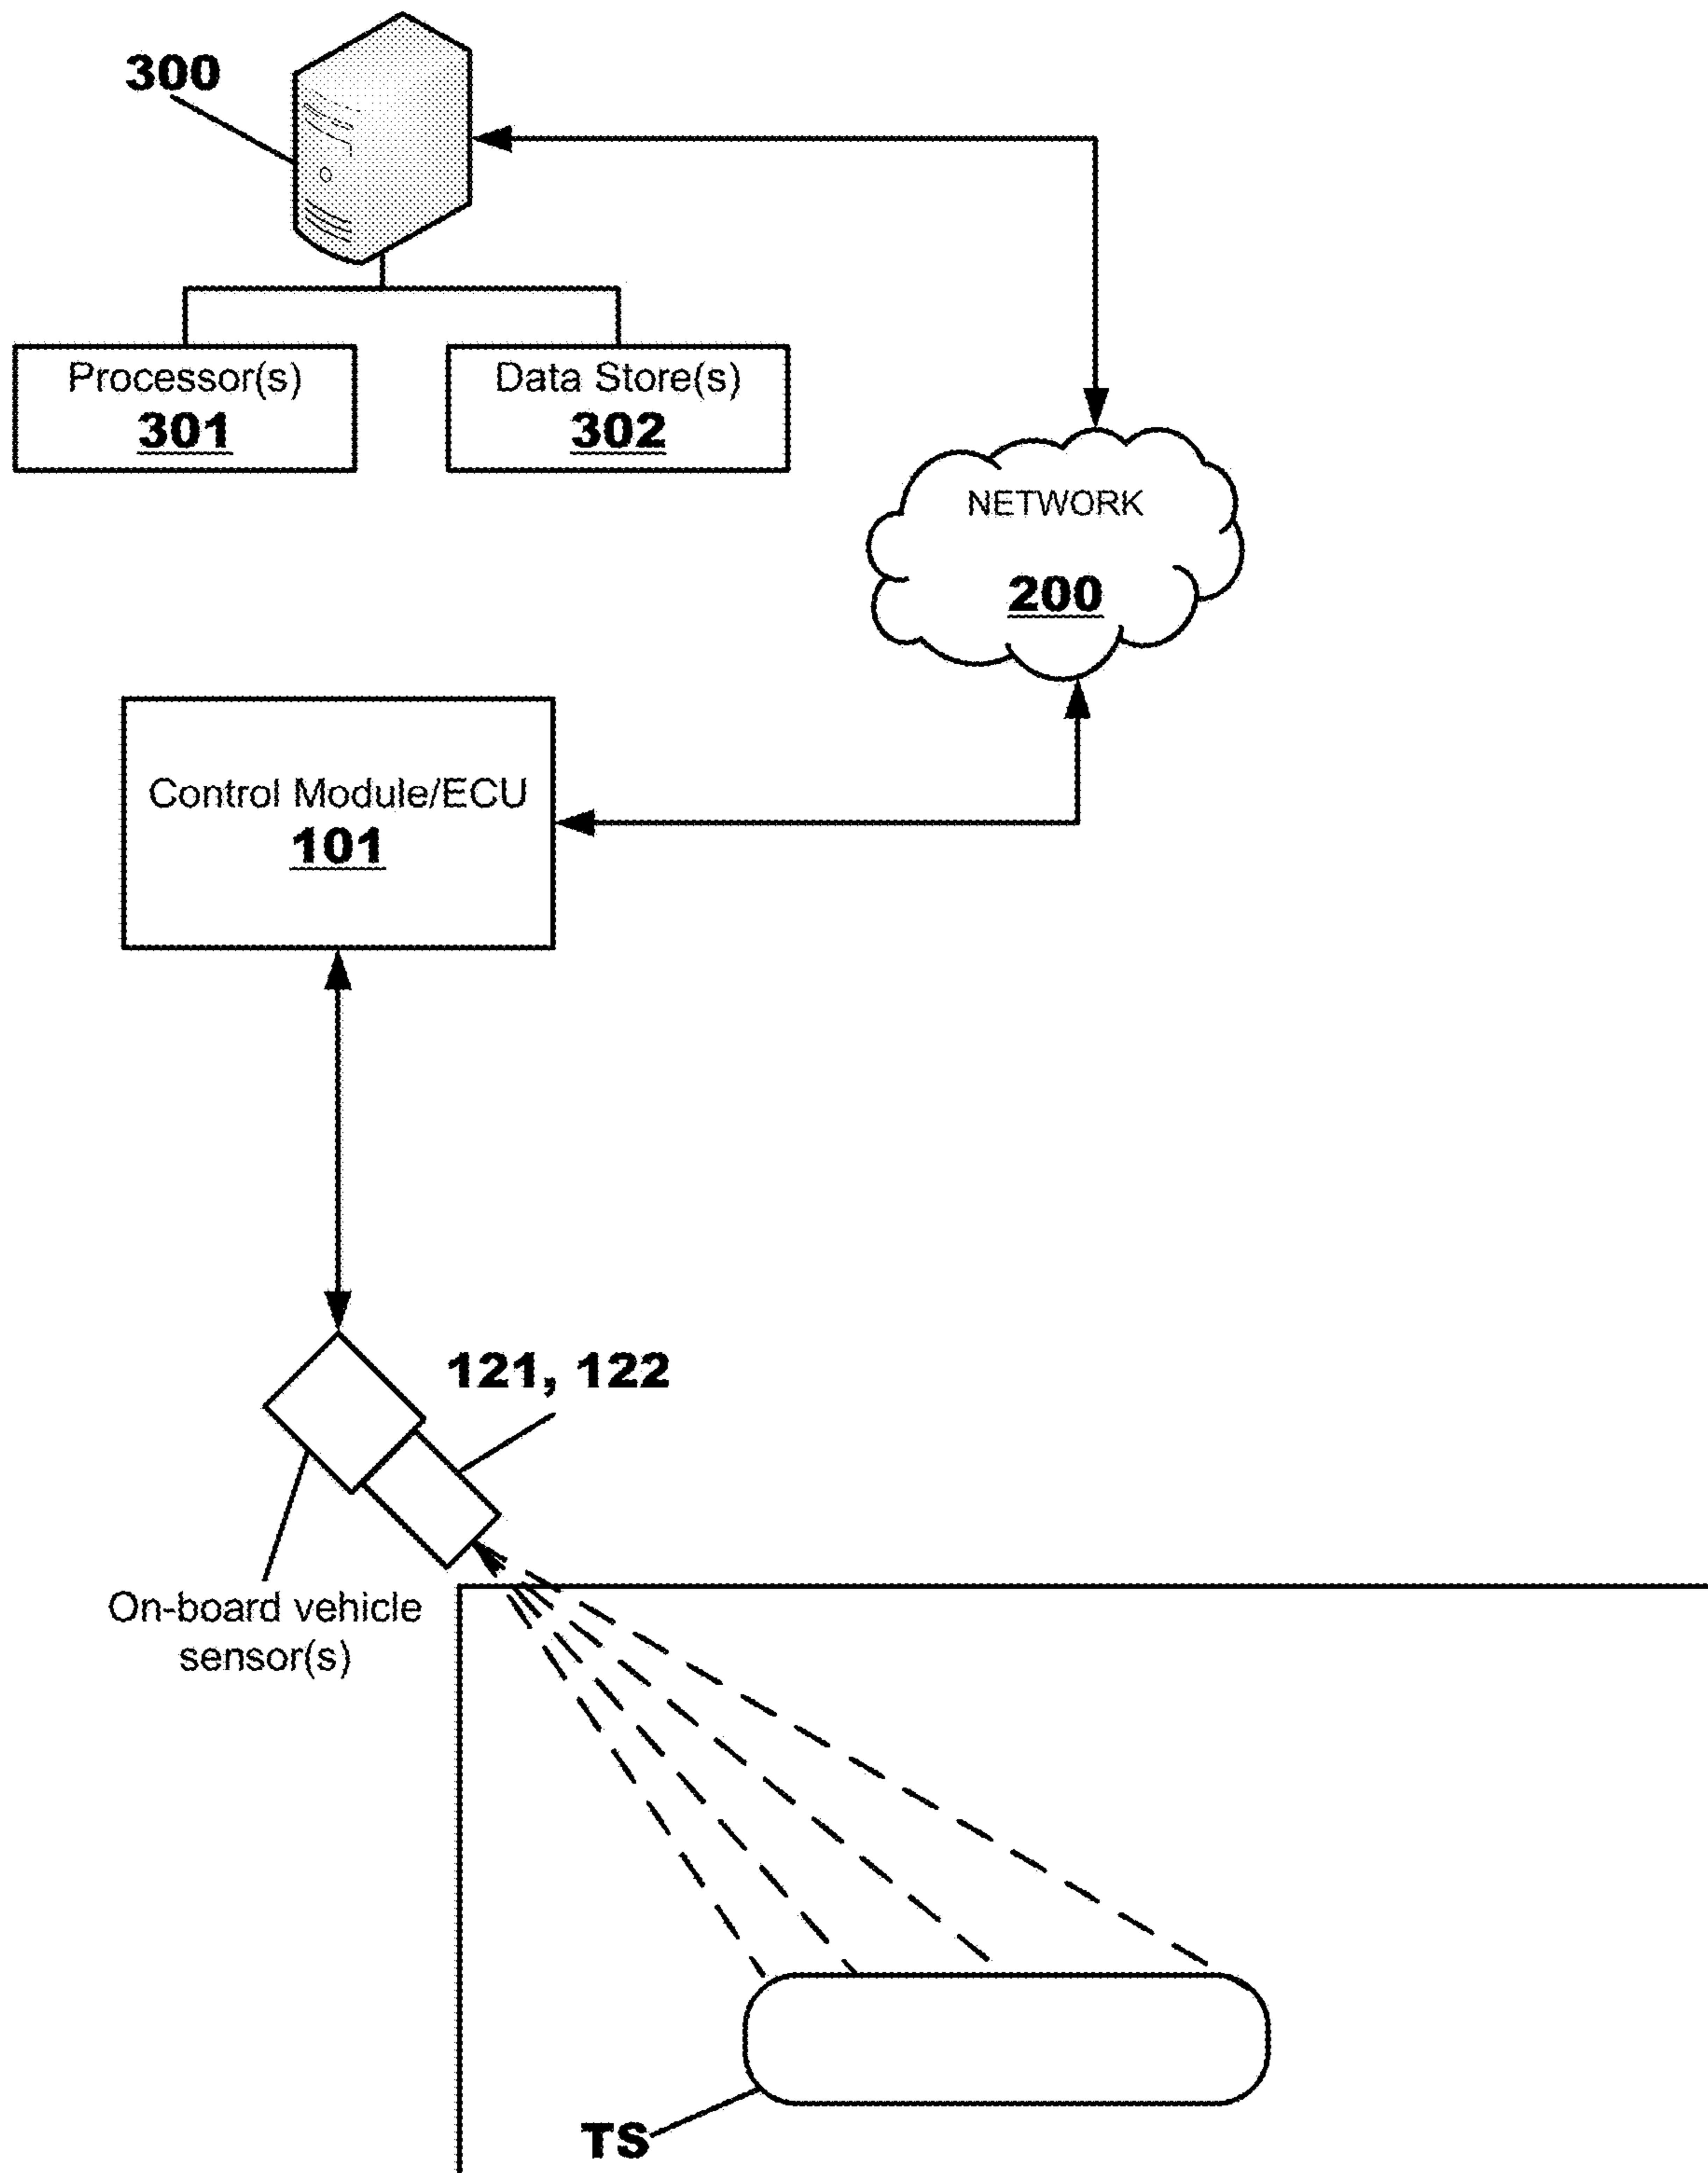 300
Processor(s)
301
Data Store(s)
302
NETWORK
200
Control Module/ECU
101
121, 122
On-board vehicle
sensor(s)
TS